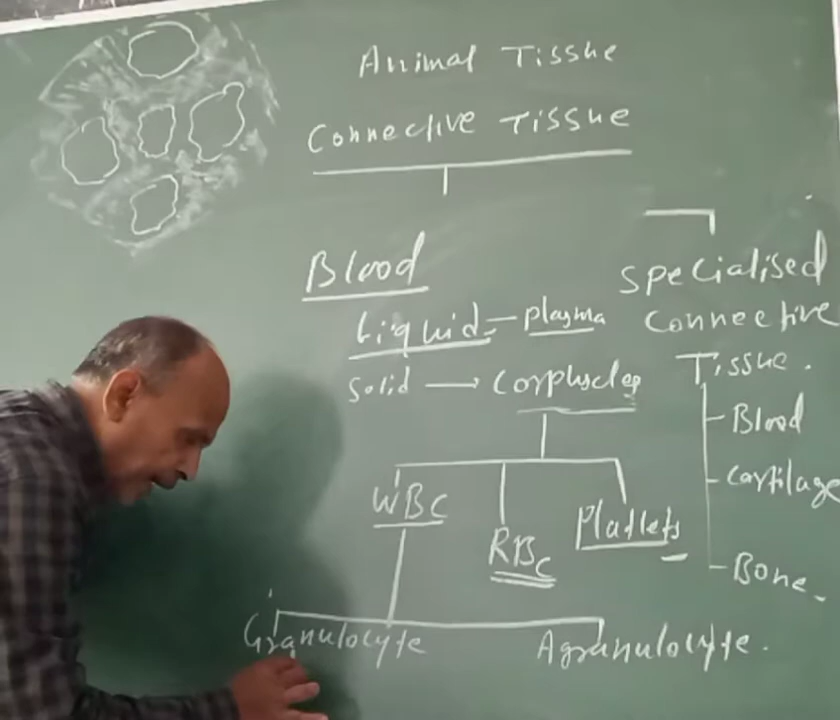 Animal Tissue
Connective Tissue
Blood
Liquid - plasma
Solid → Corpuscles
WBC
RBC
Platlets
Granulocyte
Agranulocyte.
Specialised
Connective
Tissue.
Blood
Cartilage
Bone